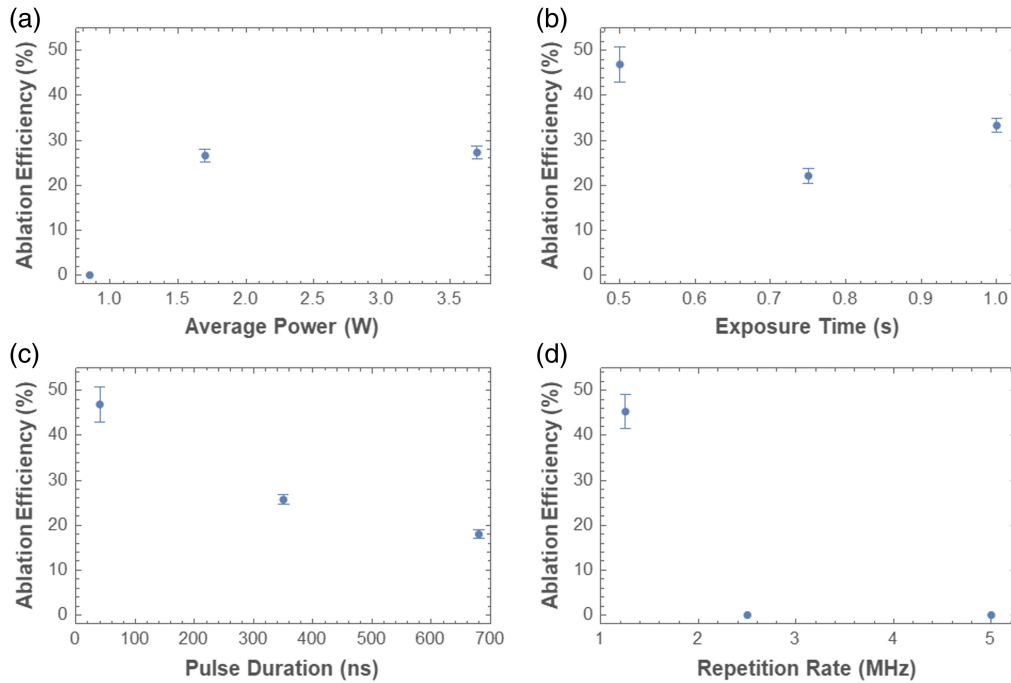 (a)
Ablation Efficiency (%)
50
40
30
20
10
0
1.0 1.5 2.0 2.5 3.0 3.5
Average Power (W)
(b)
Ablation Efficiency (%)
50
40
30
20
10
0
0.5 0.6 0.7 0.8 0.9 1.0
Exposure Time (s)
(c)
Ablation Efficiency (%)
50
40
30
20
10
0
0 100 200 300 400 500 600 700
Pulse Duration (ns)
(d)
Ablation Efficiency (%)
50
40
30
20
10
0
1 2 3 4 5
Repetition Rate (MHz)